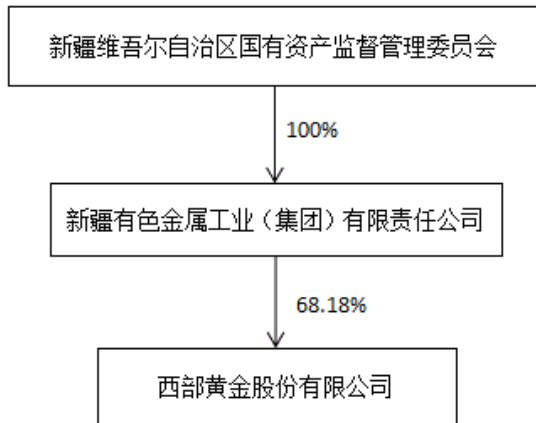 新疆维吾尔自治区国有资产监督管理委员会
100%
新疆有色金属工业（集团）有限责任公司
68.18%
西部黄金股份有限公司